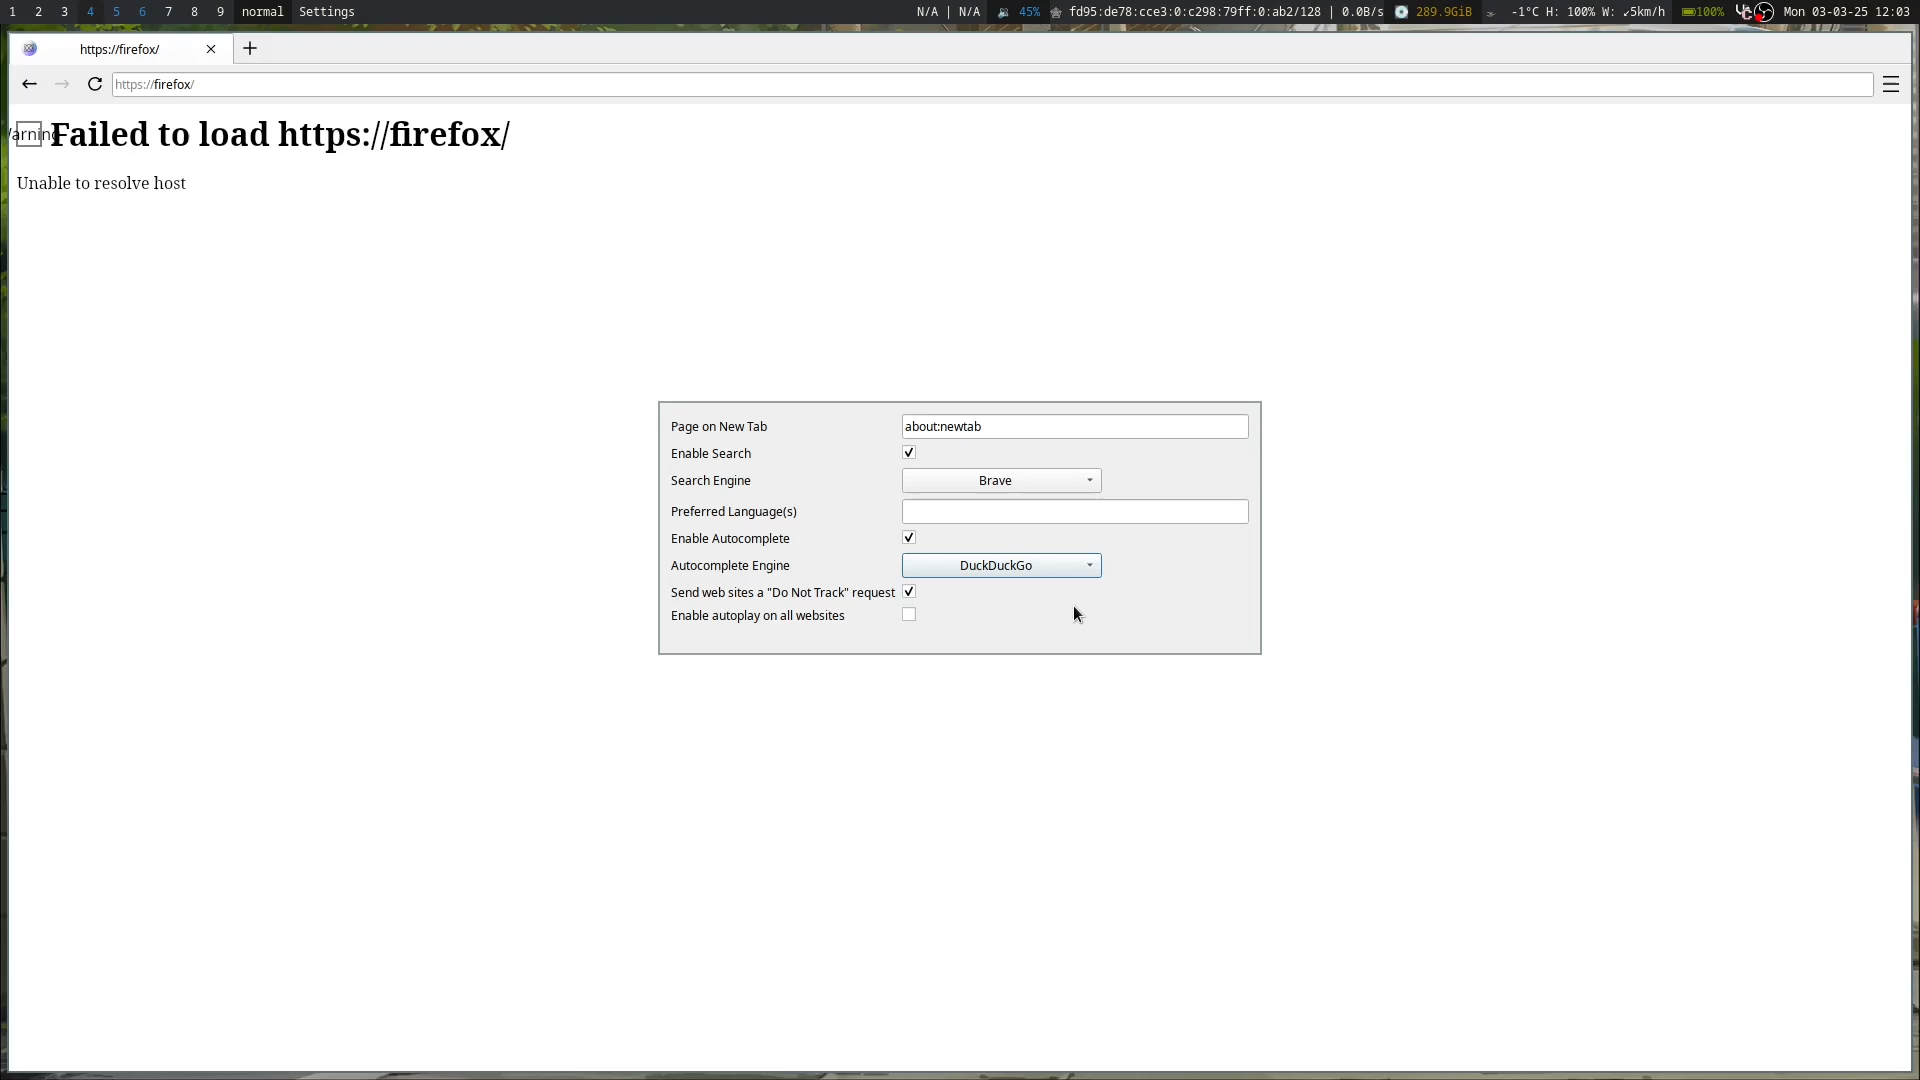 1 2 3 4 5 6 7 8 9 normal Settings N/A | N/A 45% fd95:de78:cce3:0:c298:79ff:0:ab2/128 | 0.0B/s 289.9GiB -1°C H: 100% W: ↙5km/h 100% Mon 03-03-25 12:03
https://firefox/
https://firefox/
Failed to load https://firefox/
Unable to resolve host
Page on New Tab about:newtab
Enable Search
Search Engine Brave
Preferred Language(s)
Enable Autocomplete
Autocomplete Engine DuckDuckGo
Send web sites a "Do Not Track" request
Enable autoplay on all websites